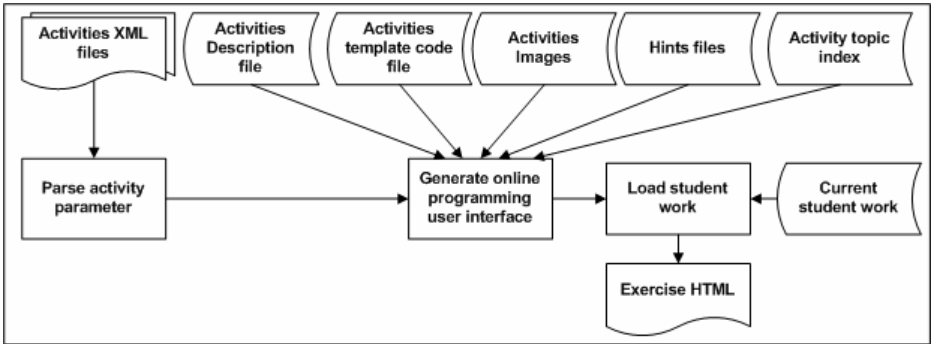 Activities XML
files
Activities
Description
file
Activities
template code
file
Activities
Images
Hints files
Activity topic
index
Parse activity
parameter
Generate online
programming
user interface
Load student
work
Current
student work
Exercise HTML